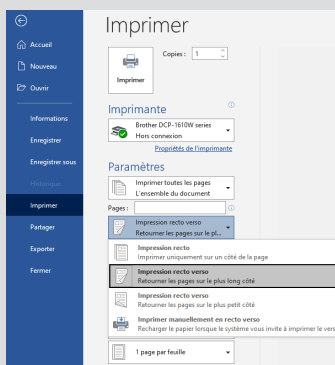 Imprimer
Accueil
Nouveau
Ouvrir
Informations
Enregistrer
Enregistrer sous
Historique
Imprimer
Partager
Exporter
Fermer
Copies : 1
Imprimer
Imprimante
Brother DCP-1610W series
Hors connexion
Propriétés de l'imprimante
Paramètres
Imprimer toutes les pages
L'ensemble du document
Pages :
Impression recto verso
Retourner les pages sur le pl...
Impression recto
Imprimer uniquement sur un côté de la page
Impression recto verso
Retourner les pages sur le plus long côté
Impression recto verso
Retourner les pages sur le plus petit côté
Imprimer manuellement en recto verso
Recharger le papier lorsque le système vous invite à imprimer le vers
1 page par feuille